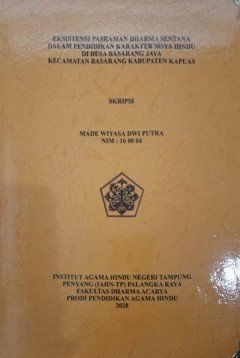 EKSISTENSI PASRAMAN DHARMA SENTANA
DALAM PENDIDIKAN KARAKTER SISYA HINDU
DI DESA BASARANG JAYA
KECAMATAN BASARANG KABUPATEN KAPUAS
SKRIPSI
MADE WIYASA DWI PUTRA
NIM : 16 00 04
INSTITUT AGAMA HINDU NEGERI TAMPUNG
PENYANG (IAHN-TP) PALANGKA RAYA
FAKULTAS DHARMA ACARYA
PRODI PENDIDIKAN AGAMA HINDU
2020